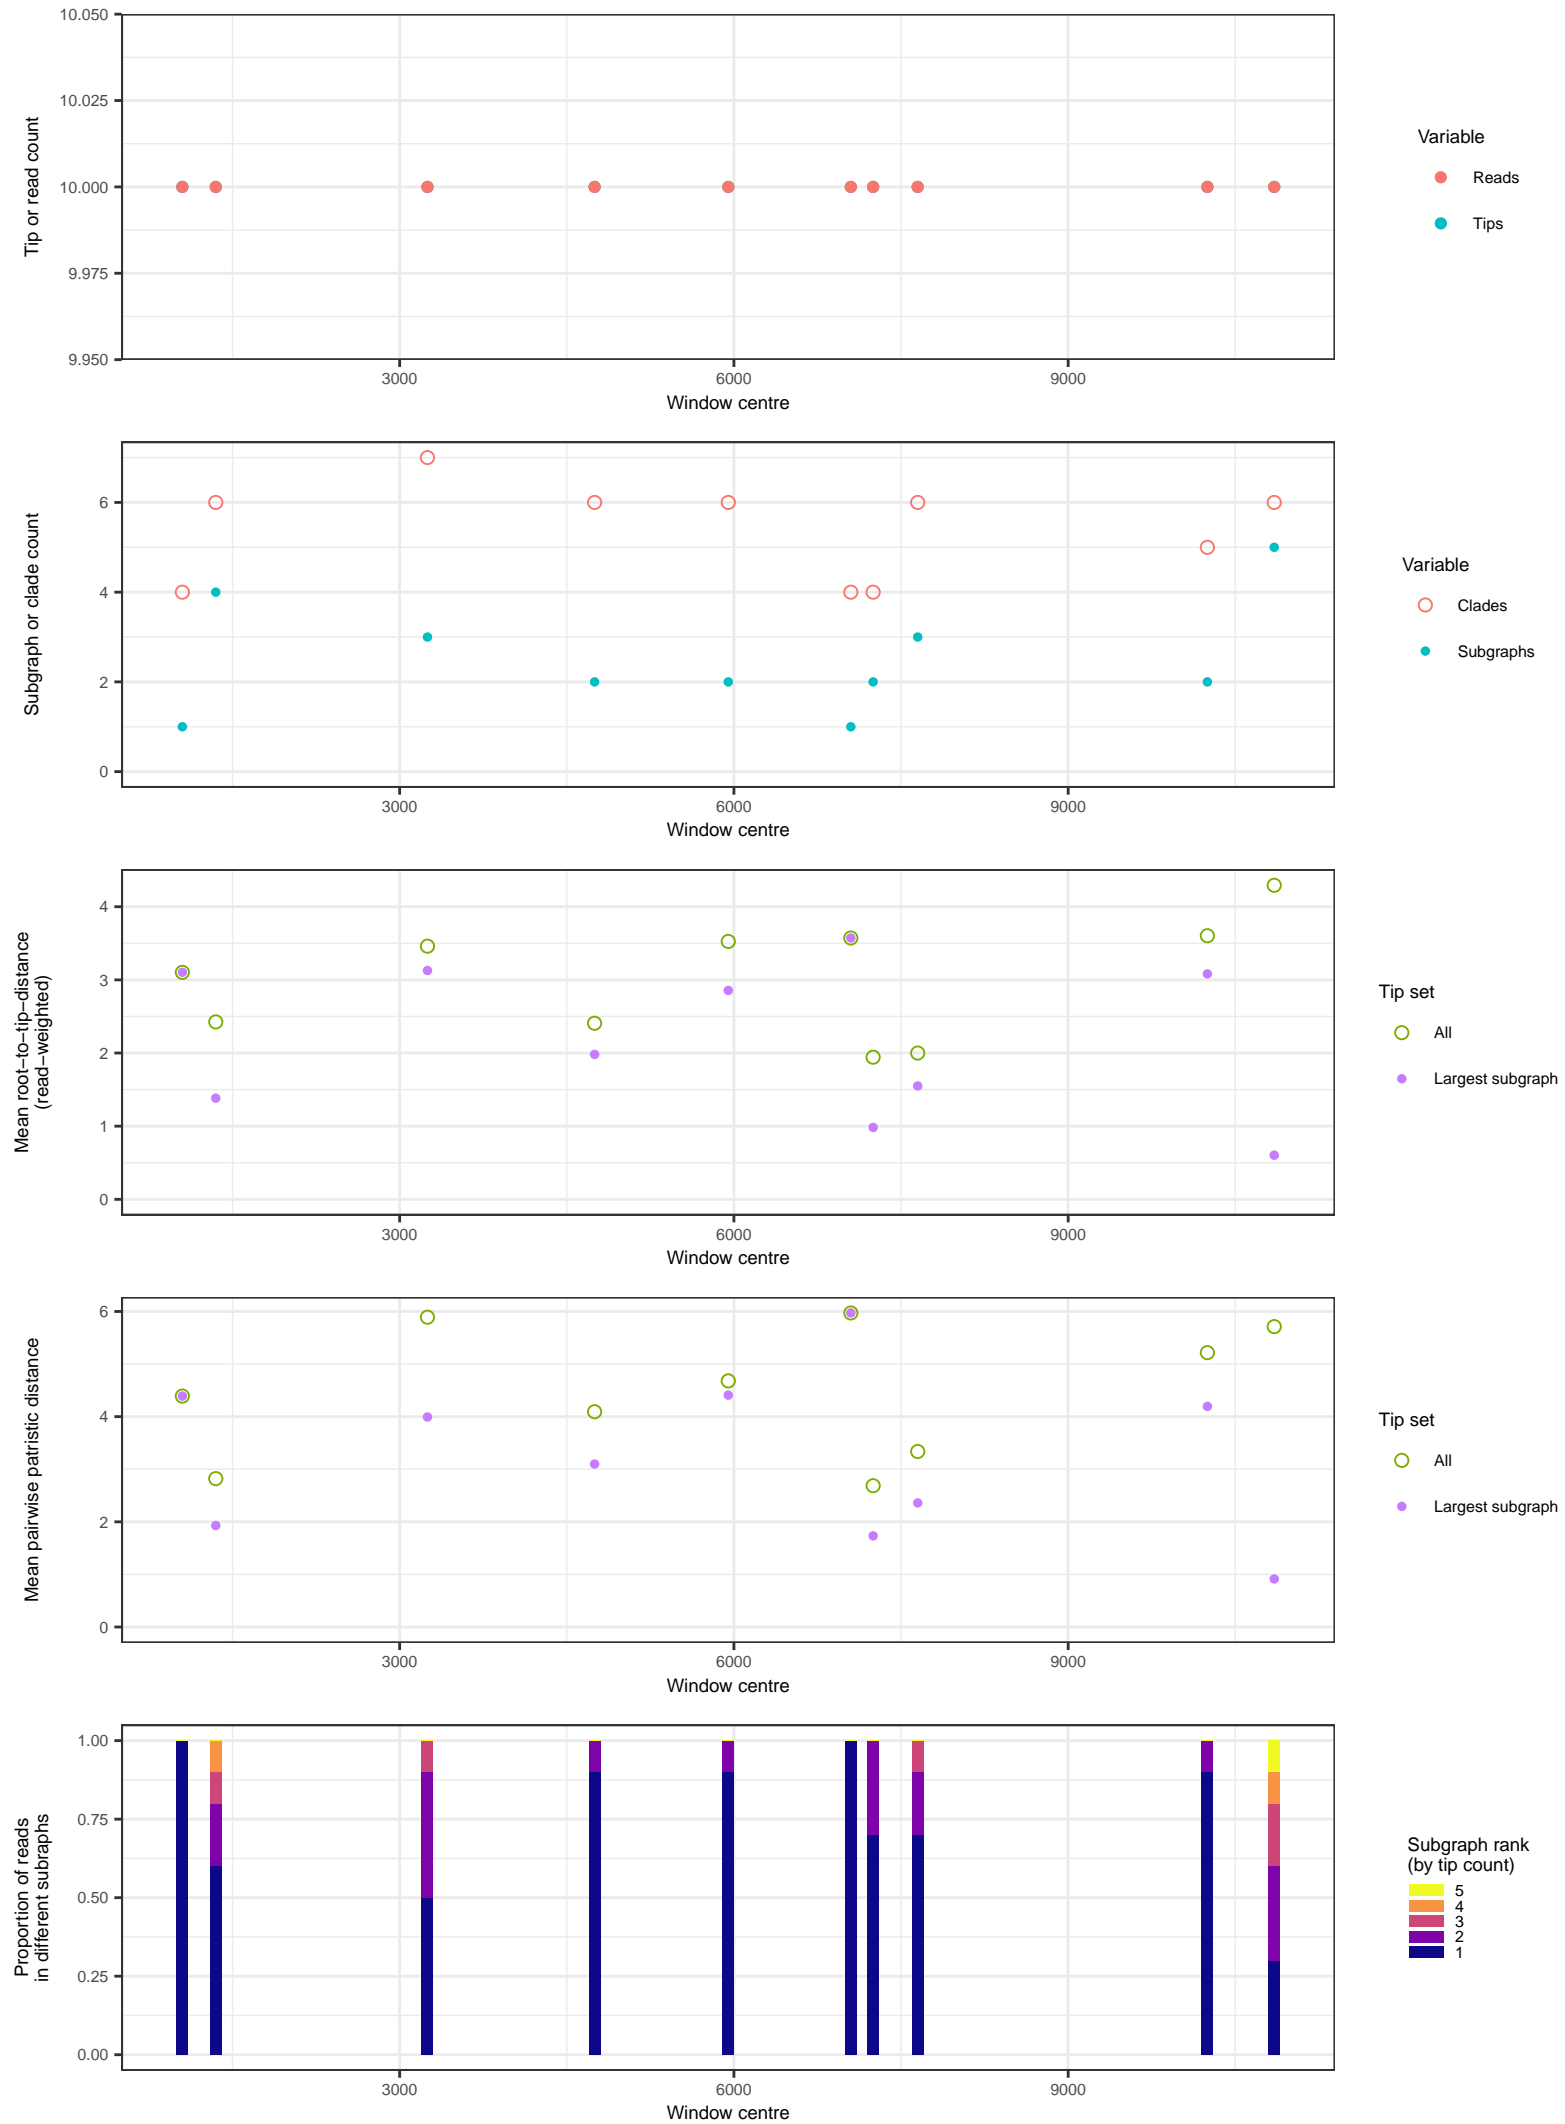 10.050
10.025
10.000
9.975
9.950
Tip or read count
3000 6000 9000
Window centre
Variable
Reads
Tips
6
4
2
0
Subgraph or clade count
3000 6000 9000
Window centre
Variable
Clades
Subgraphs
4
3
2
1
0
Mean root−to−tip−distance
(read−weighted)
3000 6000 9000
Window centre
Tip set
All
Largest subgraph
6
4
2
0
Mean pairwise patristic distance
3000 6000 9000
Window centre
Tip set
All
Largest subgraph
1.00
0.75
0.50
0.25
0.00
Proportion of reads
in different subraphs
3000 6000 9000
Window centre
Subgraph rank
(by tip count)
5
4
3
2
1